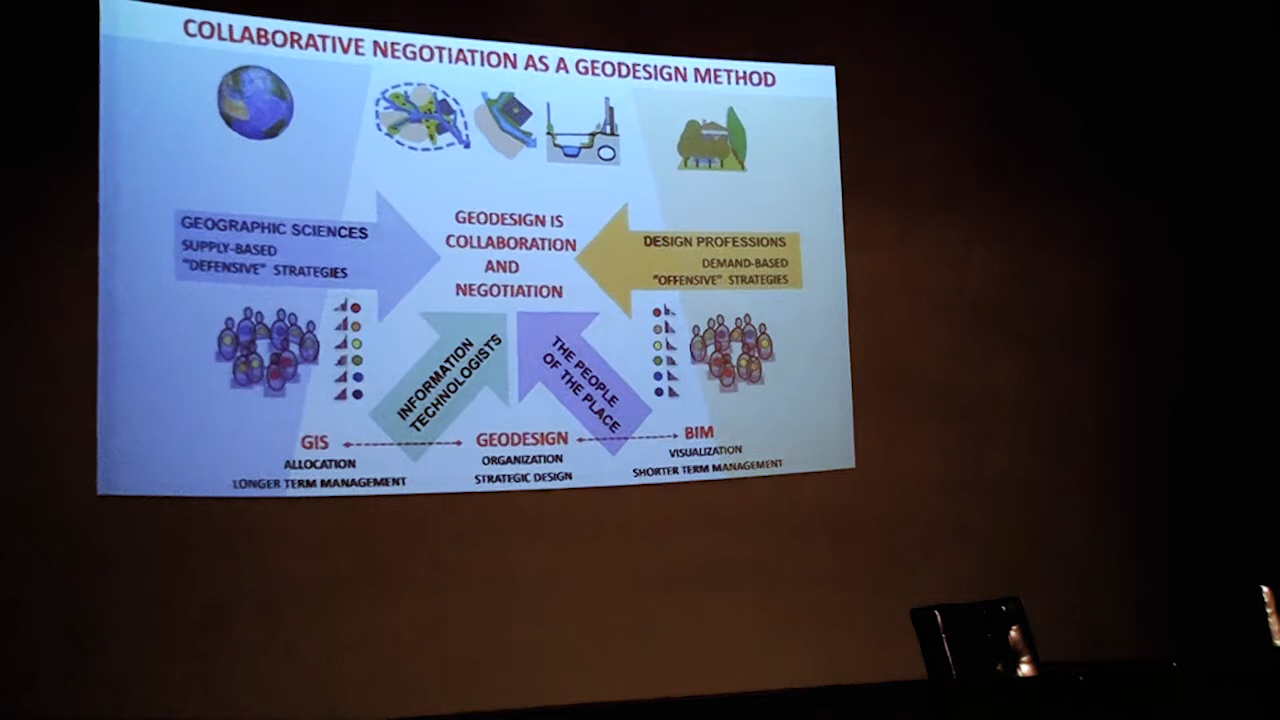 COLLABORATIVE NEGOTIATION AS A GEODESIGN METHOD
GEOGRAPHIC SCIENCES
SUPPLY-BASED
"DEFENSIVE" STRATEGIES
GEODESIGN IS
COLLABORATION
AND
NEGOTIATION
DESIGN PROFESSIONS
DEMAND-BASED
"OFFENSIVE" STRATEGIES
INFORMATION
TECHNOLOGISTS
THE PEOPLE
OF THE PLACE
GIS
ALLOCATION
LONGER TERM MANAGEMENT
GEODESIGN
ORGANIZATION
STRATEGIC DESIGN
BIM
VISUALIZATION
SHORTER TERM MANAGEMENT